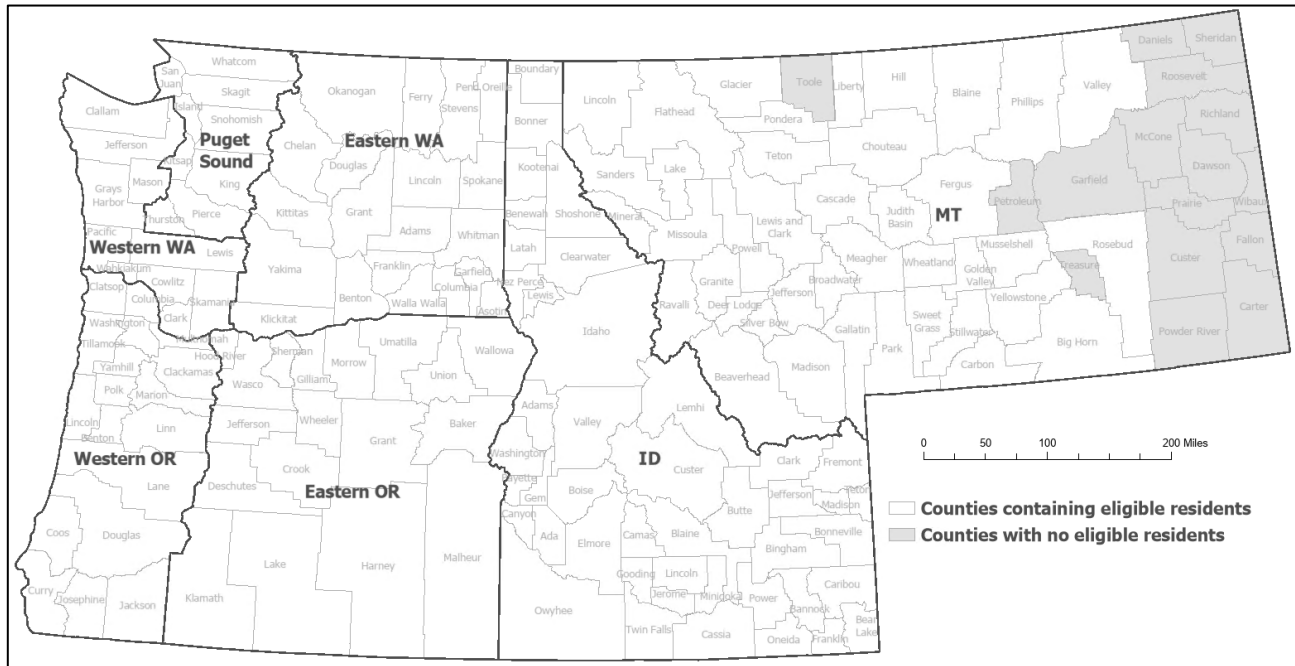 Whatcom
San
Juan
Skagit
Island
Clallam
Snohomish
Jefferson
Puget
Sound
Kitsap
King
Mason
Grays
Harbor
Thurston
Pierce
Pacific
Western WA
Lewis
Wahkiakum
Cowlitz
Skamania
Clark
Okanogan
Ferry
Pend Oreille
Stevens
Eastern WA
Chelan
Douglas
Lincoln
Spokane
Kittitas
Grant
Adams
Whitman
Yakima
Franklin
Garfield
Columbia
Benton
Walla Walla
Asotin
Klickitat
Clatsop
Columbia
Washington
Multnomah
Tillamook
Hood River
Yamhill
Clackamas
Polk
Marion
Lincoln
Linn
Benton
Western OR
Lane
Coos
Douglas
Curry
Josephine
Jackson
Sherman
Morrow
Umatilla
Wallowa
Wasco
Gilliam
Union
Jefferson
Wheeler
Grant
Baker
Crook
Deschutes
Eastern OR
Lake
Harney
Malheur
Klamath
Boundary
Bonner
Kootenai
Benewah
Shoshone
Latah
Clearwater
Nez Perce
Lewis
Idaho
Adams
Valley
Lemhi
Washington
ID
Custer
Payette
Gem
Boise
Canyon
Ada
Elmore
Camas
Blaine
Butte
Clark
Fremont
Jefferson
Teton
Madison
Bonneville
Bingham
Gooding
Lincoln
Jerome
Minidoka
Power
Caribou
Bannock
Owyhee
Twin Falls
Cassia
Oneida
Franklin
Bear
Lake
Lincoln
Flathead
Glacier
Toole
Liberty
Hill
Blaine
Phillips
Valley
Daniels
Sheridan
Roosevelt
Pondera
Richland
Chouteau
McCone
Teton
Lake
Sanders
Dawson
Garfield
Fergus
Cascade
Lewis and
Clark
Judith
Basin
MT
Petroleum
Prairie
Wibaux
Mineral
Missoula
Powell
Musselshell
Rosebud
Fallon
Meagher
Wheatland
Golden
Valley
Custer
Granite
Broadwater
Treasure
Jefferson
Ravalli
Deer Lodge
Yellowstone
Silver Bow
Gallatin
Sweet
Grass
Stillwater
Carter
Powder River
Big Horn
Park
Carbon
Madison
Beaverhead
0 50 100 200 Miles
Counties containing eligible residents
Counties with no eligible residents